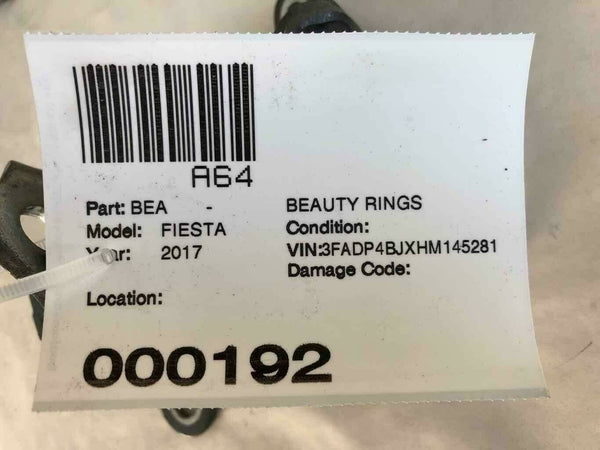 A64
Part: BEA - BEAUTY RINGS
Model: FIESTA Condition:
Year: 2017 VIN:3FADP4BJXHM145281
Damage Code:
Location:
000192